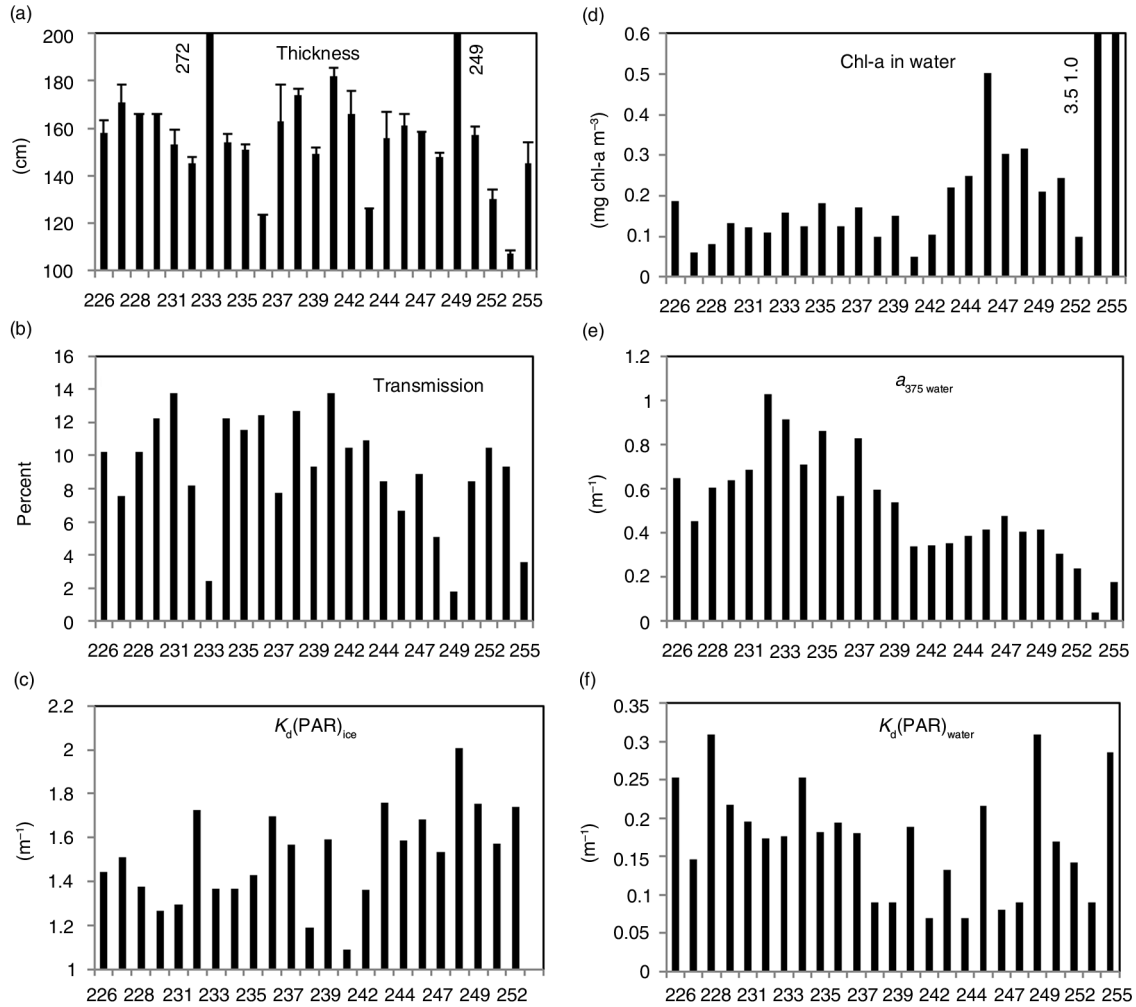 (a)
Thickness
272
249
(cm)
200
180
160
140
120
100
226 228 231 233 235 237 239 242 244 247 249 252 255
(b)
Transmission
Percent
16
14
12
10
8
6
4
2
0
226 228 231 233 235 237 239 242 244 247 249 252 255
(c)
Kd(PAR)ice
(m–1)
2.2
2
1.8
1.6
1.4
1.2
1
226 228 231 233 235 237 239 242 244 247 249 252
(d)
Chl-a in water
3.5 1.0
(mg chl-a m–3)
0.6
0.5
0.4
0.3
0.2
0.1
0
226 228 231 233 235 237 239 242 244 247 249 252 255
(e)
a375 water
(m–1)
1.2
1
0.8
0.6
0.4
0.2
0
226 228 231 233 235 237 239 242 244 247 249 252 255
(f)
Kd(PAR)water
(m–1)
0.35
0.3
0.25
0.2
0.15
0.1
0.05
0
226 228 231 233 235 237 239 242 244 247 249 252 255